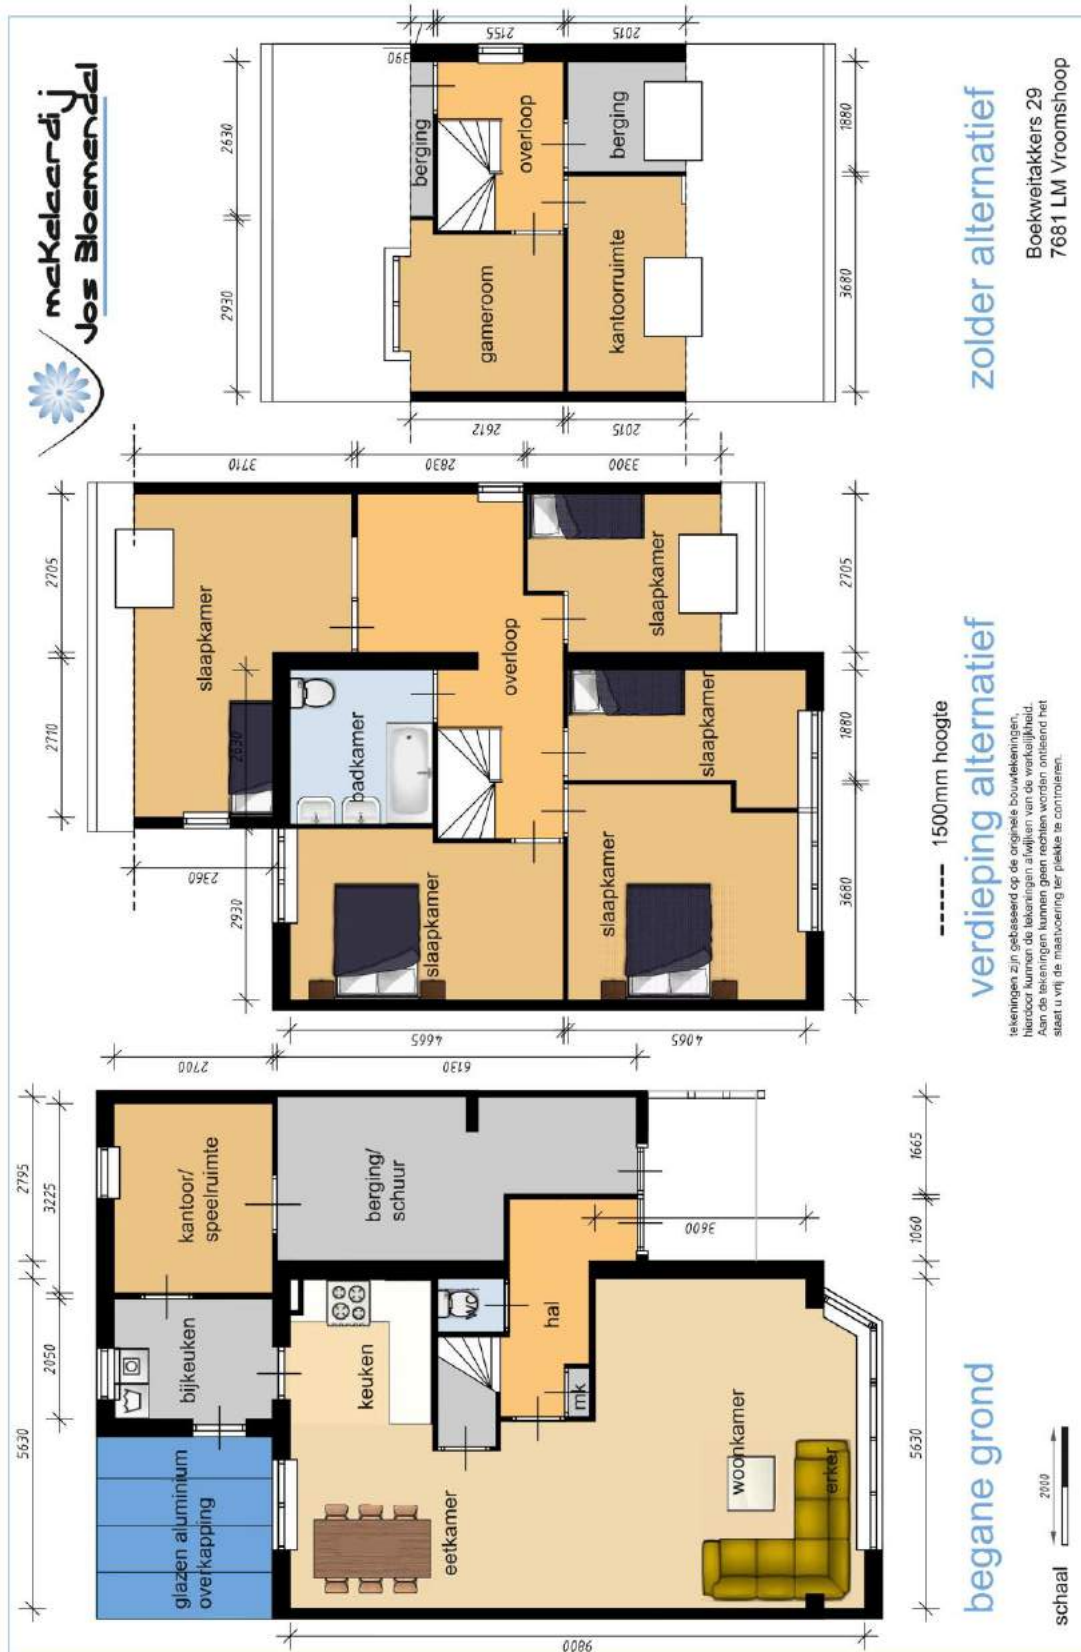 makelaardij
Jos Bloemendal
5630
2795
2050
3225
2700
6130
glazen aluminium
overkapping
bijkeuken
kantoor/
speelruimte
keuken
berging/
schuur
eetkamer
WC
hal
mk
woonkamer
erker
9800
3600
5630
1060
1665
begane grond
schaal
2000
2710
2705
2360
2930
2630
3710
2830
3300
4665
4065
slaapkamer
badkamer
slaapkamer
overloop
slaapkamer
slaapkamer
slaapkamer
3680
1880
2705
1500mm hoogte
verdieping alternatief
tekeningen zijn gebaseerd op de originele bouwtekeningen,
hierdoor kunnen de tekeningen afwijken van de werkelijkheid.
Aan de tekeningen kunnen geen rechten worden ontleend het
staat u vrij de maatvoering ter plekke te controleren.
2930
2630
390
2155
2015
2612
2015
berging
gameroom
overloop
kantoorruimte
berging
3680
1880
zolder alternatief
Boekweitakkers 29
7681 LM Vroomshoop